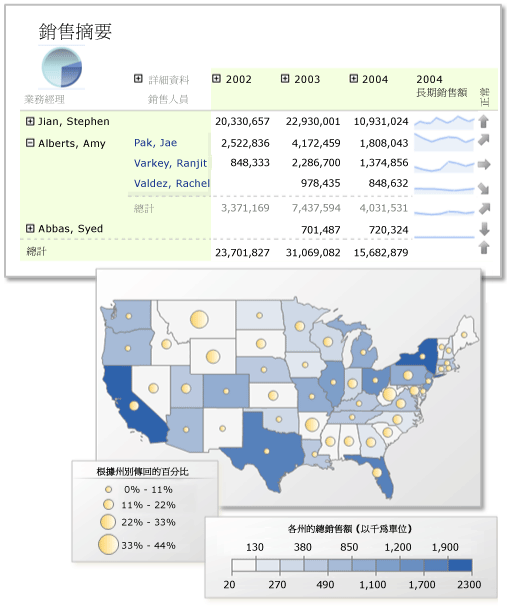 銷售摘要
詳細資料 2002 2003 2004 2004
長期銷售額 正常
業務經理 銷售人員
Jian, Stephen 20,330,657 22,930,001 10,931,024
Alberts, Amy Pak, Jae 2,522,836 4,172,459 1,808,043
Varkey, Ranjit 848,333 2,286,700 1,374,856
Valdez, Rachel 978,435 848,632
總計 3,371,169 7,437,594 4,031,531
Abbas, Syed 701,487 720,324
總計 23,701,827 31,069,082 15,682,879
根據州別傳回的百分比
0% - 11%
11% - 22%
22% - 33%
33% - 44%
各州的總銷售額 (以千為單位)
130 380 850 1,200 1,900
20 270 490 1,100 1,700 2300